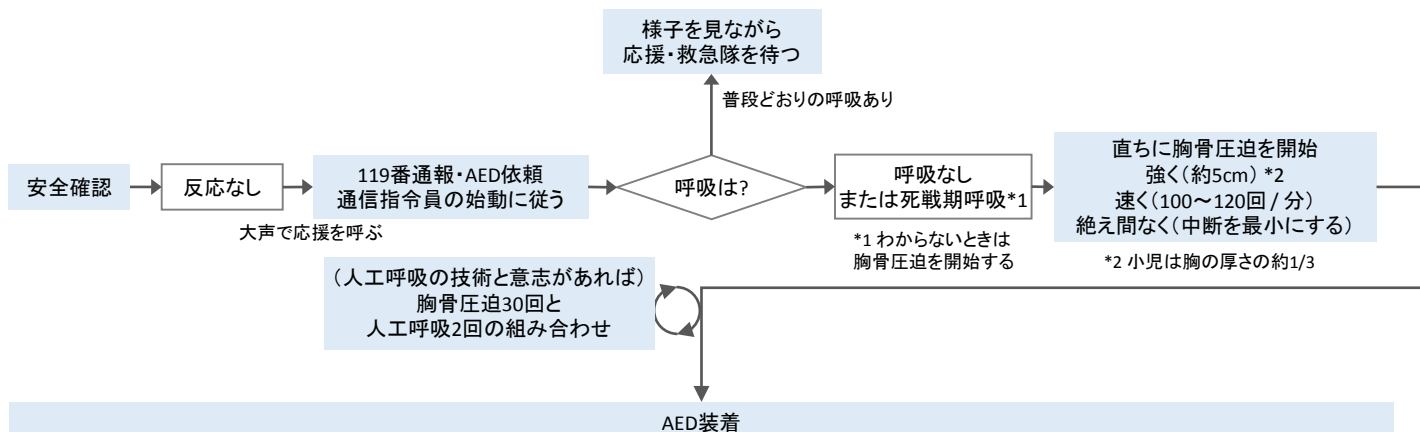 様子を見ながら
応援・救急隊を待つ
普段どおりの呼吸あり
安全確認
反応なし
119番通報・AED依頼
通信指令員の始動に従う
大声で応援を呼ぶ
呼吸は?
呼吸なし
または死戦期呼吸*1
*1 わからないときは
胸骨圧迫を開始する
直ちに胸骨圧迫を開始
強く(約5cm) *2
速く(100~120回 / 分)
絶え間なく(中断を最小にする)
*2 小児は胸の厚さの約1/3
(人工呼吸の技術と意志があれば)
胸骨圧迫30回と
人工呼吸2回の組み合わせ
AED装着